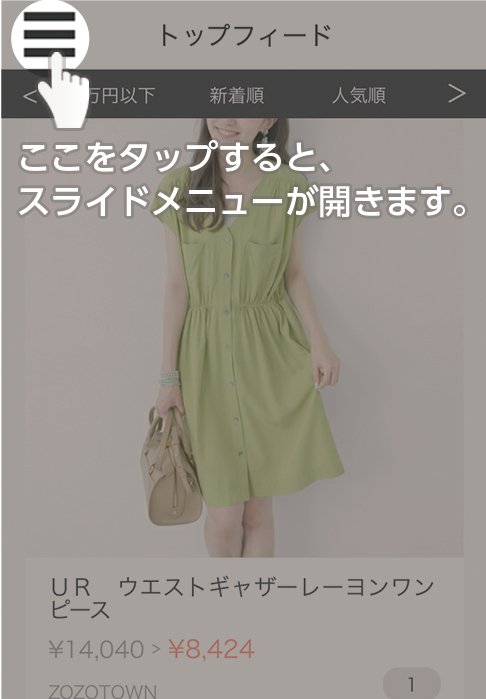 トップフィード
< 万円以下 新着順 人気順 >
ここをタップすると、
スライドメニューが開きます。
ＵＲ　ウエストギャザーレーヨンワン
ピース
¥14,040 > ¥8,424
ZOZOTOWN 1